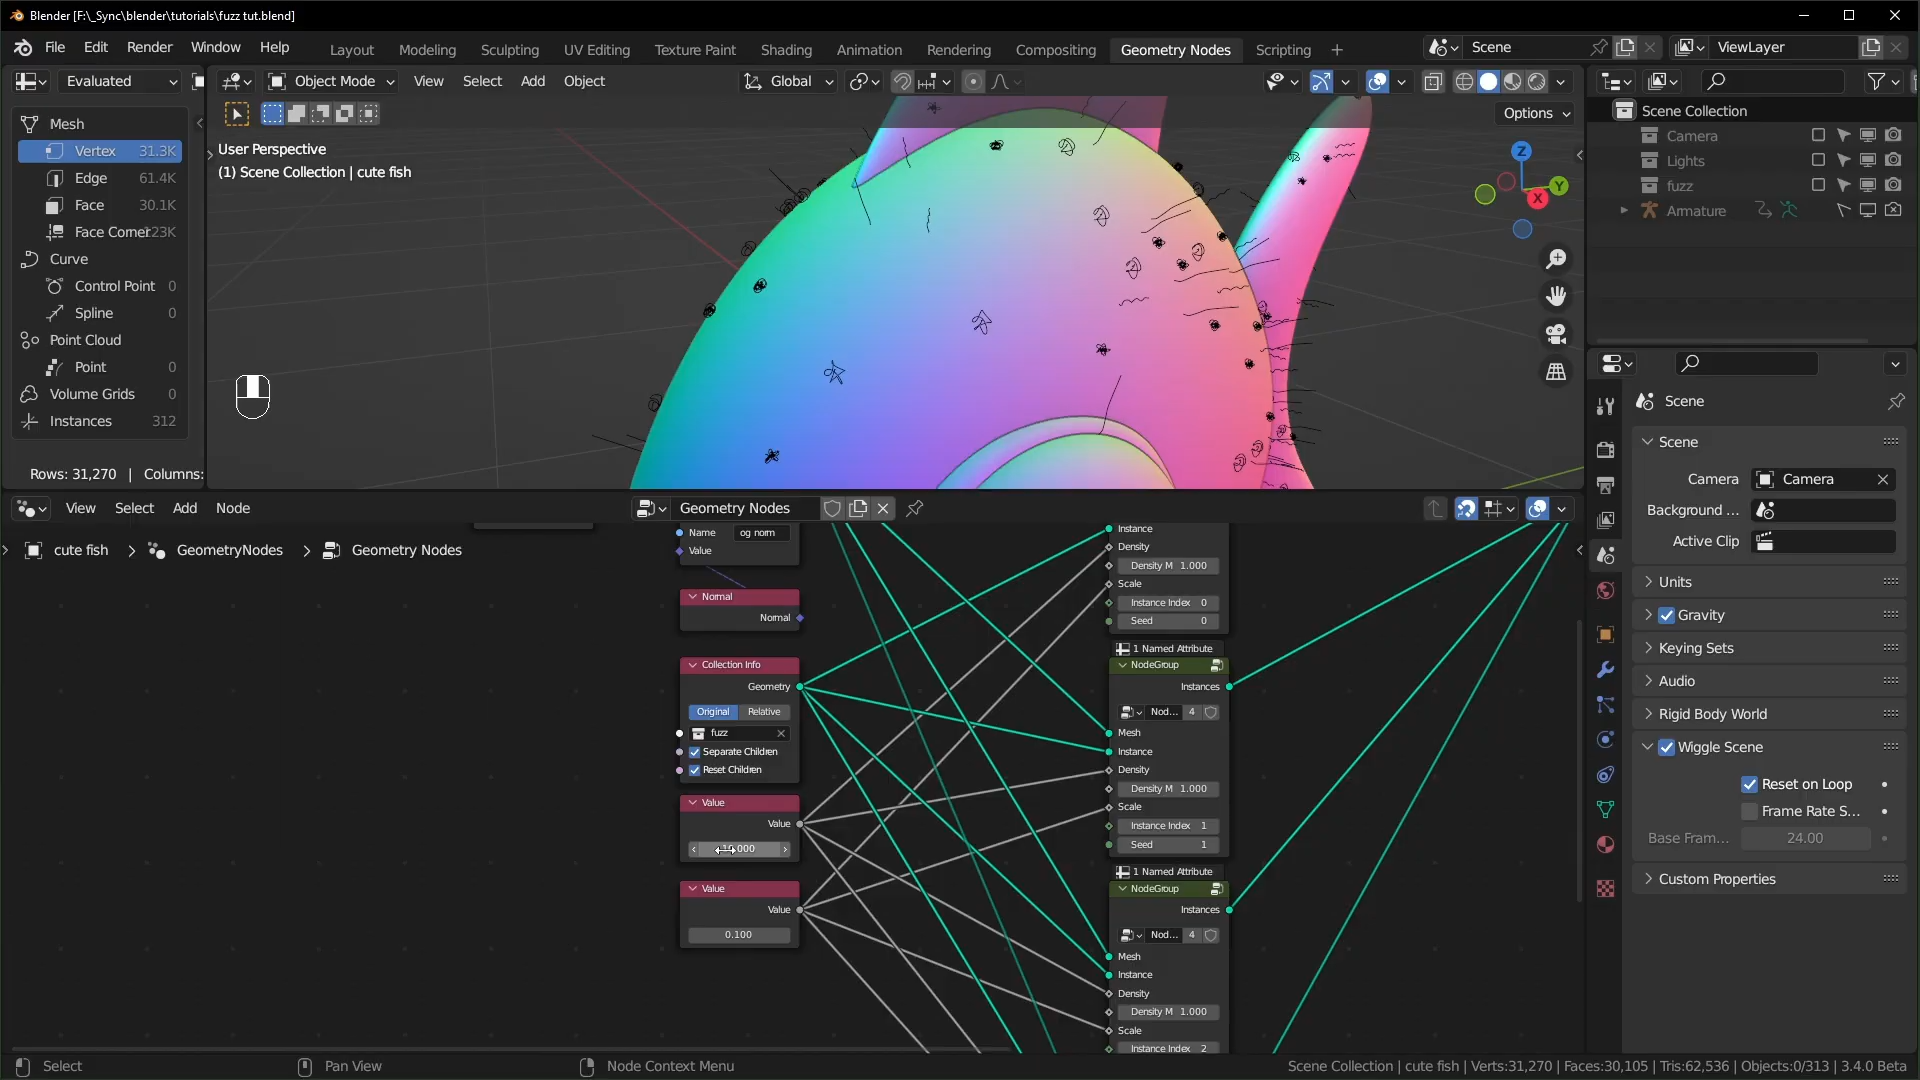 Blender [F:\_Sync\blender\tutorials\fuzz tut.blend]
File Edit Render Window Help
Layout Modeling Sculpting UV Editing Texture Paint Shading Animation Rendering Compositing Geometry Nodes Scripting +
Scene
ViewLayer
Evaluated
Object Mode View Select Add Object
Global
Options
Mesh
Vertex 31.3K
Edge 61.4K
Face 30.1K
Face Corner 123K
Curve
Control Point 0
Spline 0
Point Cloud
Point 0
Volume Grids 0
Instances 312
Rows: 31,270 | Columns:
User Perspective
(1) Scene Collection | cute fish
Z
Y
X
Scene Collection
Camera
Lights
fuzz
Armature
Scene
Scene
Camera Camera
Background ...
Active Clip
Units
Gravity
Keying Sets
Audio
Rigid Body World
Wiggle Scene
Reset on Loop
Frame Rate S...
Base Fram... 24.00
Custom Properties
View Select Add Node
Geometry Nodes
cute fish > GeometryNodes > Geometry Nodes
Name og norm
Value
Normal
Normal
Collection Info
Geometry
Original Relative
fuzz
Separate Children
Reset Children
Value
Value
Value
Value
0.100
Instance
Density
Density M 1.000
Scale
Instance Index 0
Seed 0
1 Named Attribute
NodeGroup
Instances
Nod... 4
Mesh
Instance
Density
Density M 1.000
Scale
Instance Index 1
Seed 1
1 Named Attribute
NodeGroup
Instances
Nod... 4
Mesh
Instance
Density
Density M 1.000
Scale
Instance Index 2
Select
Pan View
Node Context Menu
Scene Collection | cute fish | Verts:31,270 | Faces:30,105 | Tris:62,536 | Objects:0/313 | 3.4.0 Beta